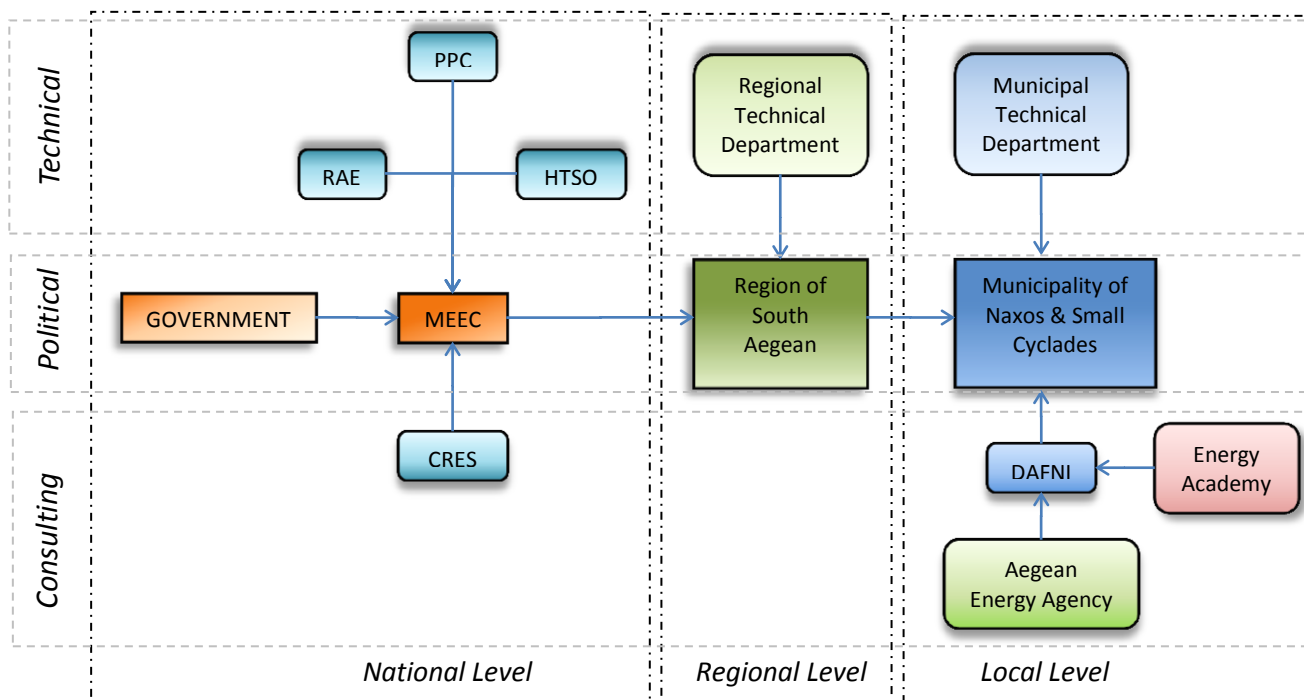 Technical
PPC
RAE
HTSO
Regional
Technical
Department
Municipal
Technical
Department
Political
GOVERNMENT
MEEC
Region of
South
Aegean
Municipality of
Naxos & Small
Cyclades
Consulting
CRES
DAFNI
Energy
Academy
Aegean
Energy Agency
National Level
Regional Level
Local Level